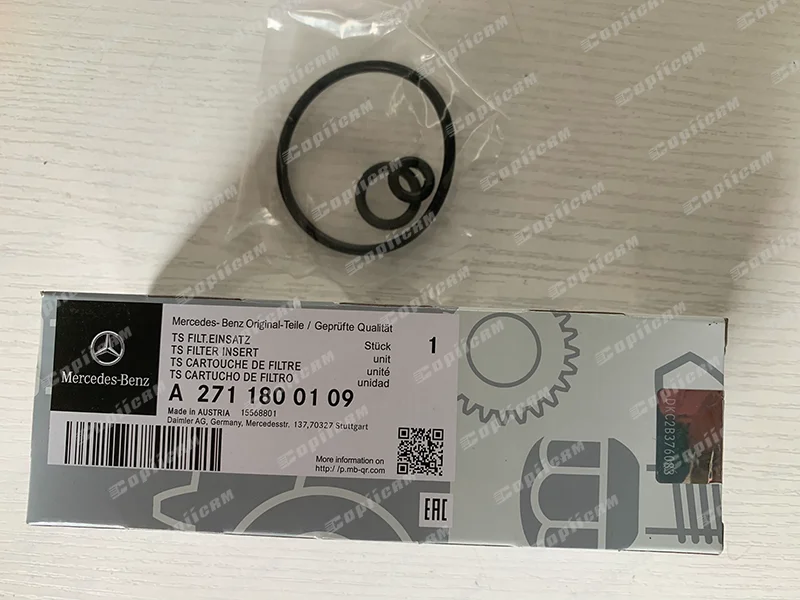 Mercedes-Benz Original-Teile / Geprüfte Qualität
TS FILT.EINSATZ
TS FILTER INSERT
TS CARTOUCHE DE FILTRE
TS CARTUCHO DE FILTRO
Stück
unit
unité
unidad
1
Mercedes-Benz
A 271 180 01 09
Made in AUSTRIA 15568801
Daimler AG, Germany, Mercedesstr. 137,70327 Stuttgart
More information on
http: /p.mb-qr.com
EAC
DKC2B376083
CopiiCAM